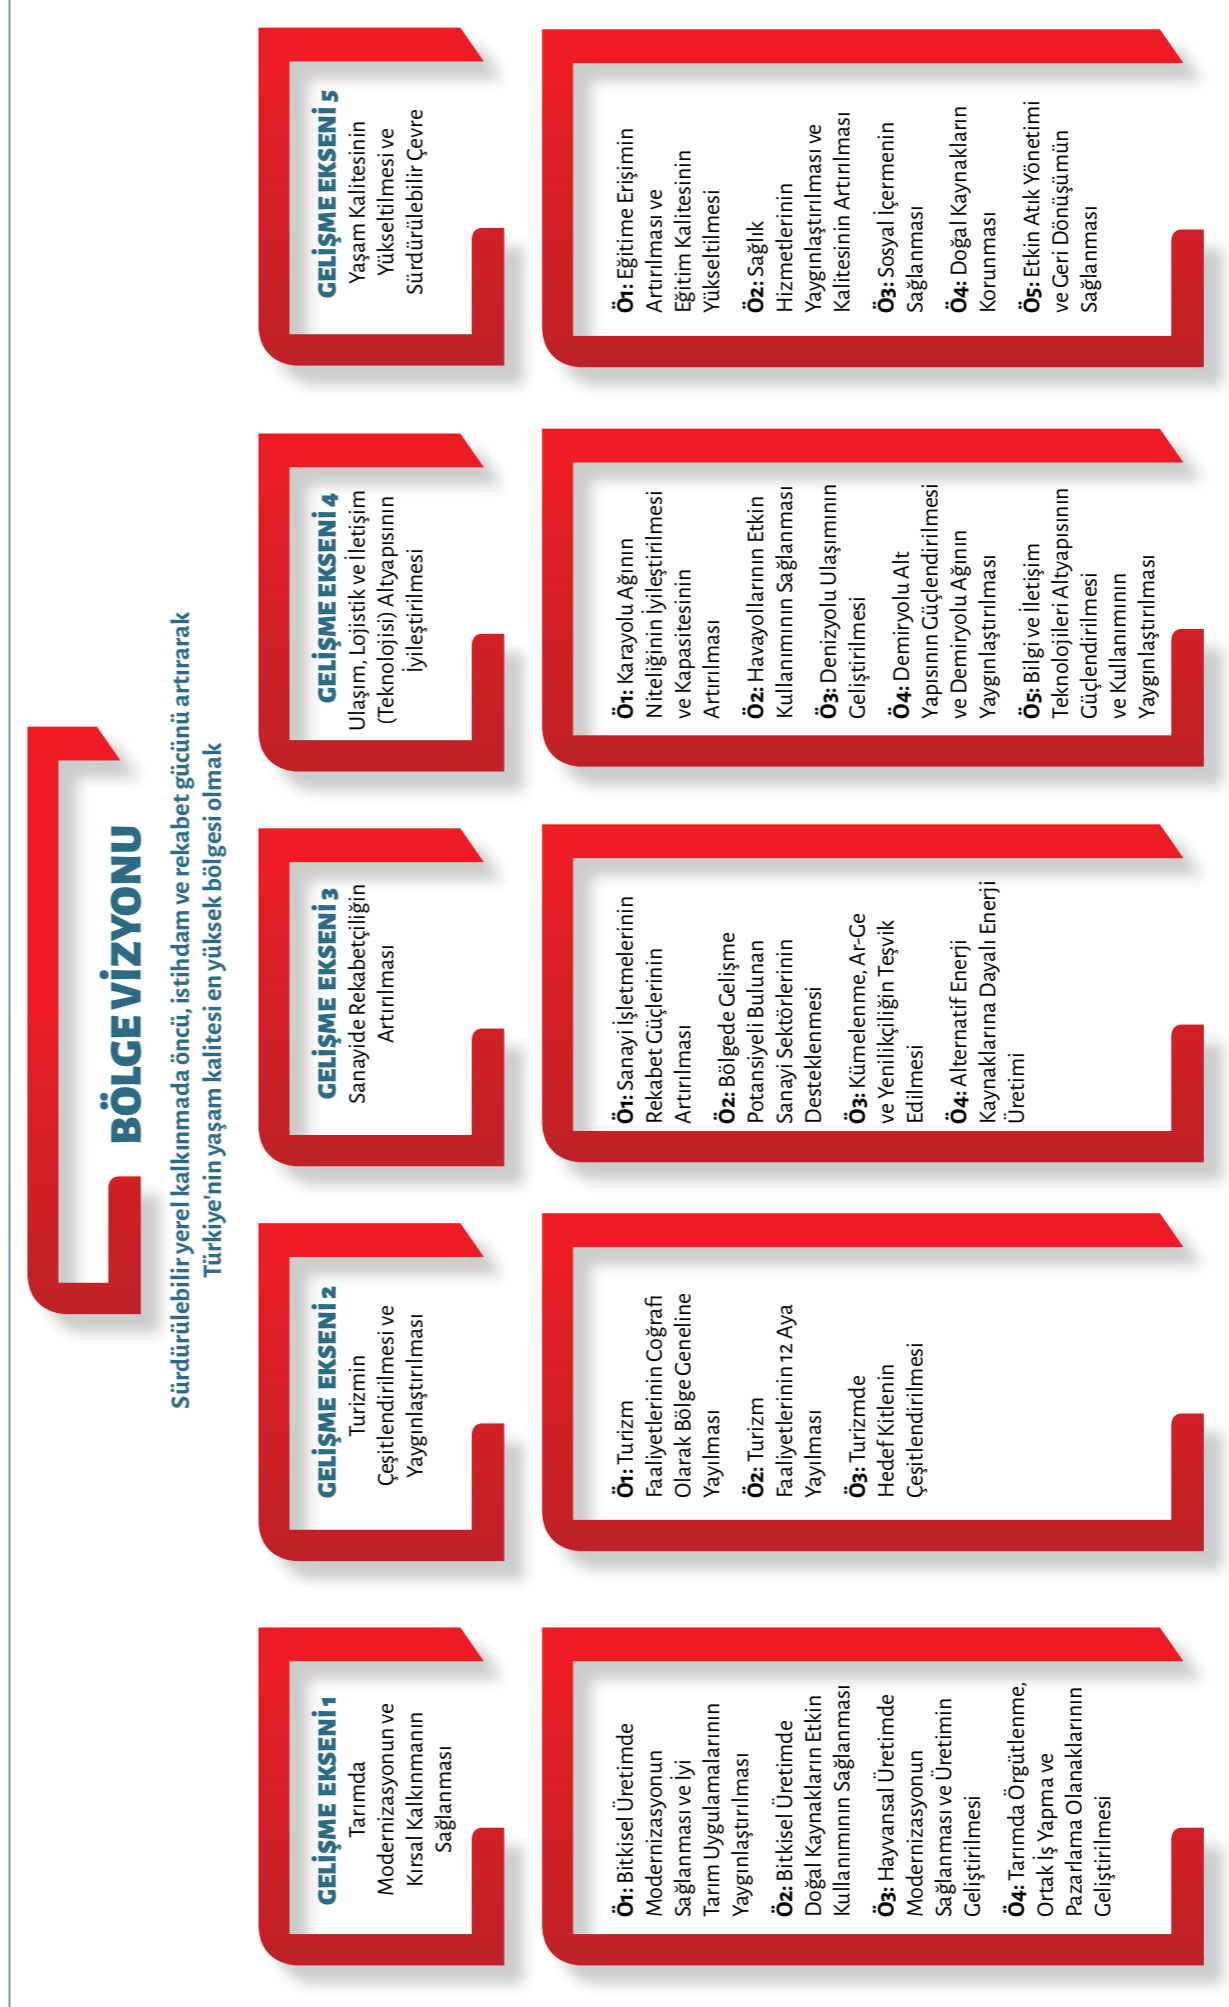 BÖLGE VİZYONU
Sürdürülebilir yerel kalkınmada öncü, istihdam ve rekabet gücünü artırarak
Türkiye'nin yaşam kalitesi en yüksek bölgesi olmak
GELİŞME EKSENİ 1
Tarımda
Modernizasyonun ve
Kırsal Kalkınmanın
Sağlanması
GELİŞME EKSENİ 2
Turizmin
Çeşitlendirilmesi ve
Yaygınlaştırılması
GELİŞME EKSENİ 3
Sanayide Rekabetçiliğin
Artırılması
GELİŞME EKSENİ 4
Ulaşım, Lojistik ve İletişim
(Teknolojisi) Altyapısının
İyileştirilmesi
GELİŞME EKSENİ 5
Yaşam Kalitesinin
Yükseltilmesi ve
Sürdürülebilir Çevre
Ö1: Bitkisel Üretimde
Modernizasyonun
Sağlanması ve İyi
Tarım Uygulamalarının
Yaygınlaştırılması
Ö2: Bitkisel Üretimde
Doğal Kaynakların Etkin
Kullanımının Sağlanması
Ö3: Hayvansal Üretimde
Modernizasyonun
Sağlanması ve Üretimin
Geliştirilmesi
Ö4: Tarımda Örgütlenme,
Ortak İş Yapma ve
Pazarlama Olanaklarının
Geliştirilmesi
Ö1: Turizm
Faaliyetlerinin Coğrafi
Olarak Bölge Geneline
Yayılması
Ö2: Turizm
Faaliyetlerinin 12 Aya
Yayılması
Ö3: Turizmde
Hedef Kitlenin
Çeşitlendirilmesi
Ö1: Sanayi İşletmelerinin
Rekabet Güçlerinin
Artırılması
Ö2: Bölgede Gelişme
Potansiyeli Bulunan
Sanayi Sektörlerinin
Desteklenmesi
Ö3: Kümelenme, Ar-Ge
ve Yenilikçiliğin Teşvik
Edilmesi
Ö4: Alternatif Enerji
Kaynaklarına Dayalı Enerji
Üretimi
Ö1: Karayolu Ağının
Niteliğinin İyileştirilmesi
ve Kapasitesinin
Artırılması
Ö2: Havayollarının Etkin
Kullanımının Sağlanması
Ö3: Denizyolu Ulaşımının
Geliştirilmesi
Ö4: Demiryolu Alt
Yapısının Güçlendirilmesi
ve Demiryolu Ağının
Yaygınlaştırılması
Ö5: Bilgi ve İletişim
Teknolojileri Altyapısının
Güçlendirilmesi
ve Kullanımının
Yaygınlaştırılması
Ö1: Eğitime Erişimin
Artırılması ve
Eğitim Kalitesinin
Yükseltilmesi
Ö2: Sağlık
Hizmetlerinin
Yaygınlaştırılması ve
Kalitesinin Artırılması
Ö3: Sosyal İçermenin
Sağlanması
Ö4: Doğal Kaynakların
Korunması
Ö5: Etkin Atık Yönetimi
ve Geri Dönüşümün
Sağlanması